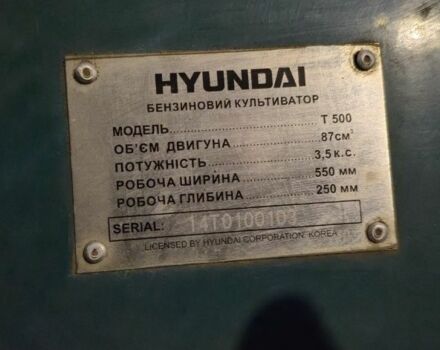 HYUNDAI
БЕНЗИНОВИЙ КУЛЬТИВАТОР
МОДЕЛЬ..............................T 500
ОБ'ЄМ ДВИГУНА....................87см³
ПОТУЖНІСТЬ........................3,5 к.с.
РОБОЧА ШИРИНА................550 мм
РОБОЧА ГЛИБИНА................250 мм
SERIAL: 14T0100103
LICENSED BY HYUNDAI CORPORATION, KOREA